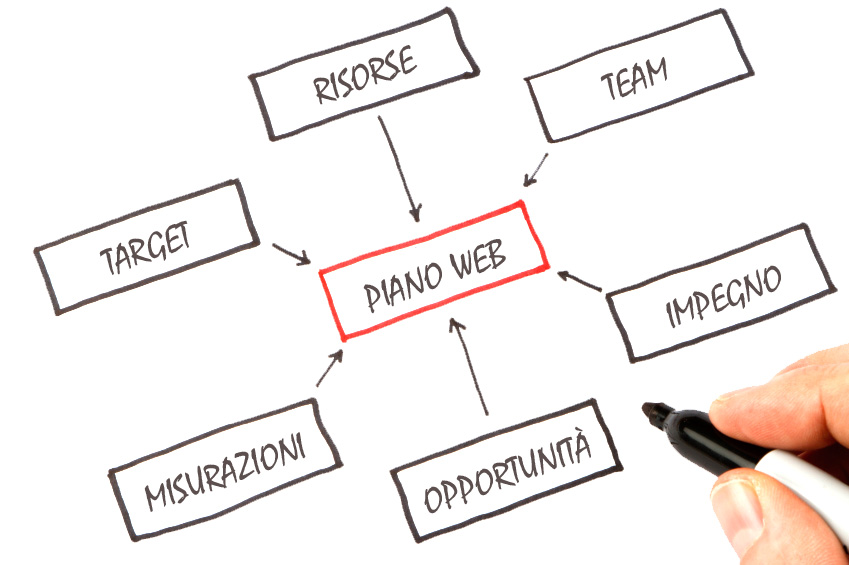 RISORSE
TEAM
TARGET
PIANO WEB
IMPEGNO
MISURAZIONI
OPPORTUNITÀ